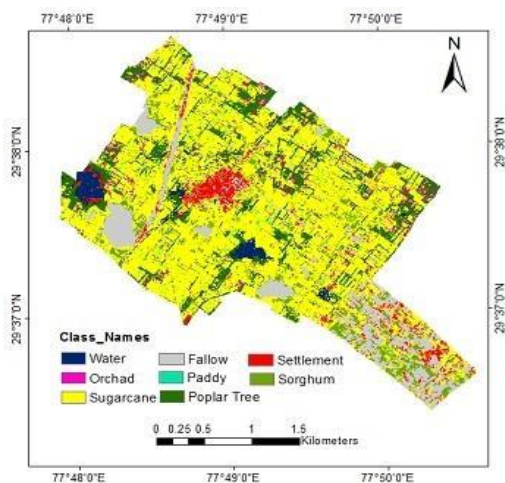 77°48'0"E 77°49'0"E 77°50'0"E
N
29°38'0"N 29°38'0"N
29°37'0"N 29°37'0"N
Class_Names
Water Fallow Settlement
Orchad Paddy Sorghum
Sugarcane Poplar Tree
0 0.25 0.5 1 1.5
Kilometers
77°48'0"E 77°49'0"E 77°50'0"E